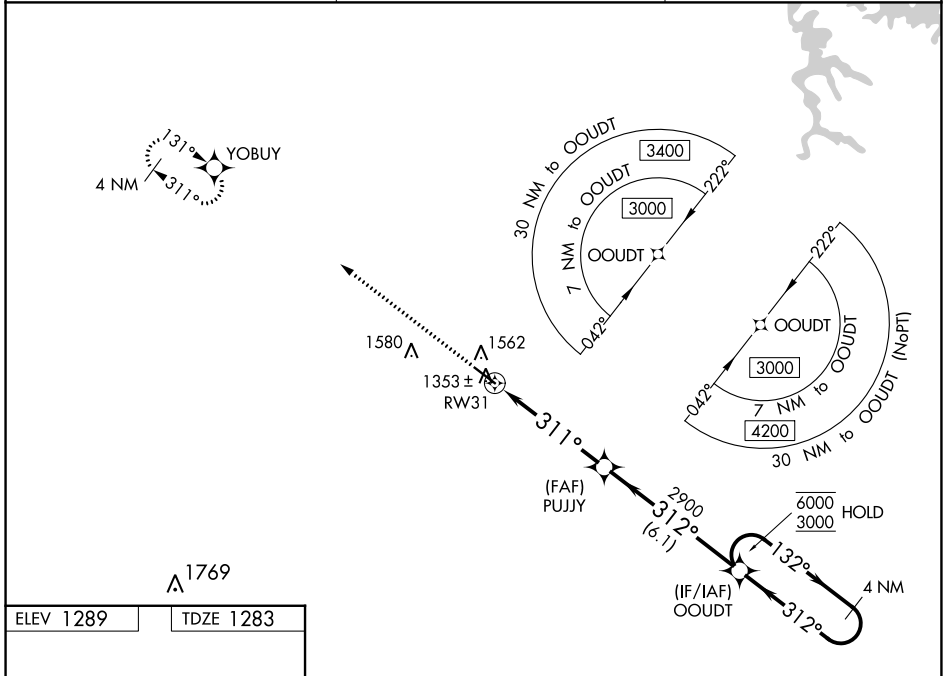 131°
YOBUY
4 NM
311°
30 NM to OOUDT
3400
7 NM to OOUDT
3000
222°
OOUDT
042°
222°
OOUDT
3000
042°
7 NM to OOUDT
4200
30 NM to OOUDT (NoPT)
1580
1562
1353 ±
RW31
311°
(FAF)
PUJJY
2900
312°
(6.1)
6000
3000
HOLD
132°
4 NM
(IF/IAF)
OOUDT
312°
1769
ELEV 1289
TDZE 1283